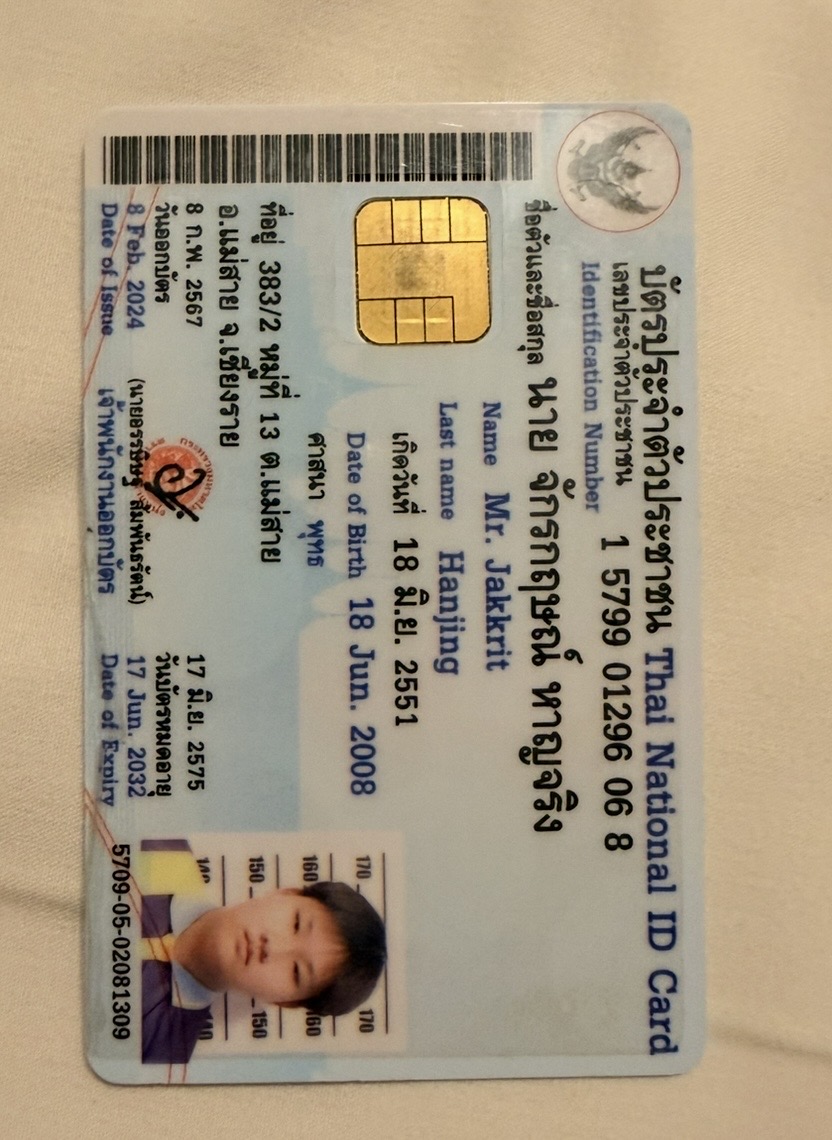 บัตรประจำตัวประชาชน Thai National ID Card
เลขประจำตัวประชาชน 1 5799 01296 06 8
Identification Number
ชื่อตัวและชื่อสกุล นาย จักรกฤษณ์ หาญจริง
Name Mr. Jakkrit
Last name Hanjing
เกิดวันที่ 18 มิ.ย. 2551
Date of Birth 18 Jun. 2008
ศาสนา พุทธ
ที่อยู่ 383/2 หมู่ที่ 13 ต.แม่สาย
อ.แม่สาย จ.เชียงราย
8 ก.พ. 2567
วันออกบัตร
8 Feb. 2024
Date of Issue
เจ้าพนักงานออกบัตร
17 มิ.ย. 2575
วันบัตรหมดอายุ
17 Jun. 2032
Date of Expiry
170 170
160 160
150 150
140 140
5709-05-02081309